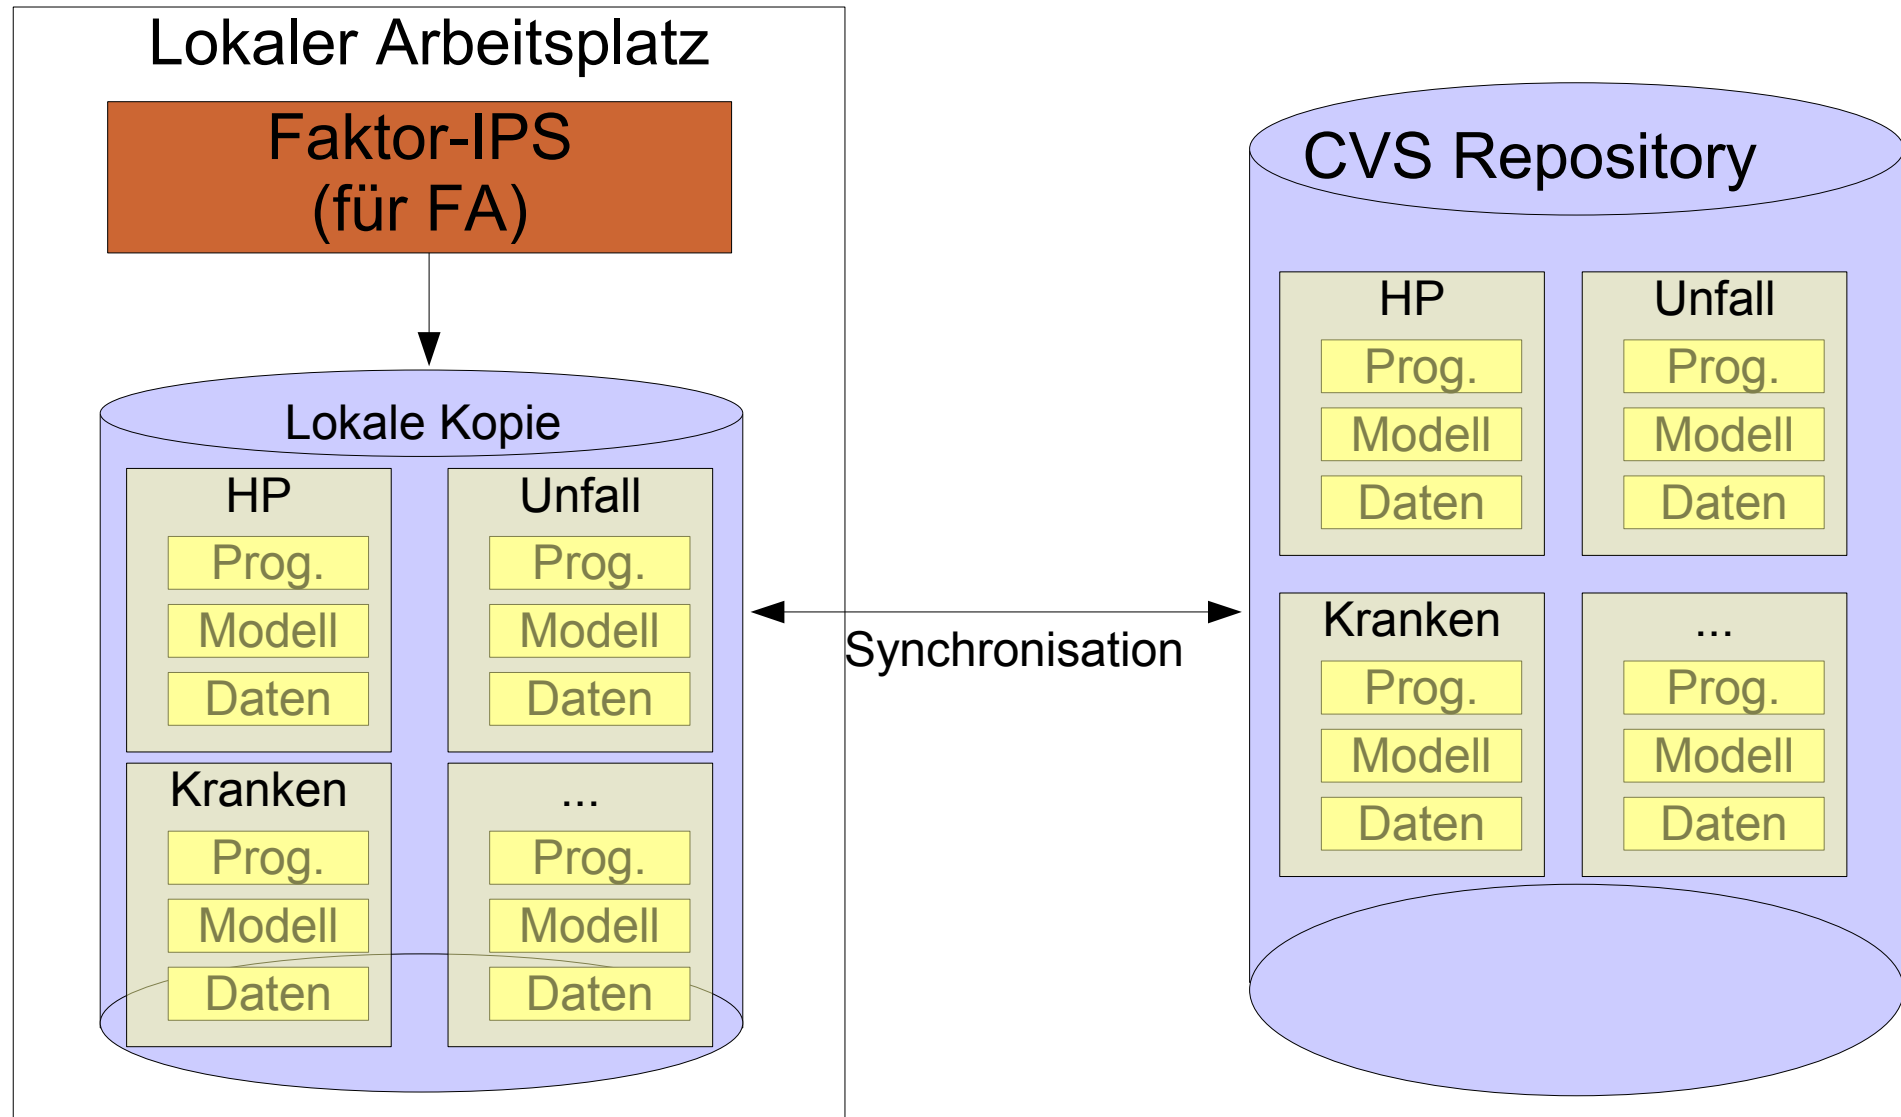 Lokaler Arbeitsplatz
Faktor-IPS
(für FA)
Lokale Kopie
HP
Prog.
Modell
Daten
Unfall
Prog.
Modell
Daten
Kranken
Prog.
Modell
Daten
...
Prog.
Modell
Daten
Synchronisation
CVS Repository
HP
Prog.
Modell
Daten
Unfall
Prog.
Modell
Daten
Kranken
Prog.
Modell
Daten
...
Prog.
Modell
Daten